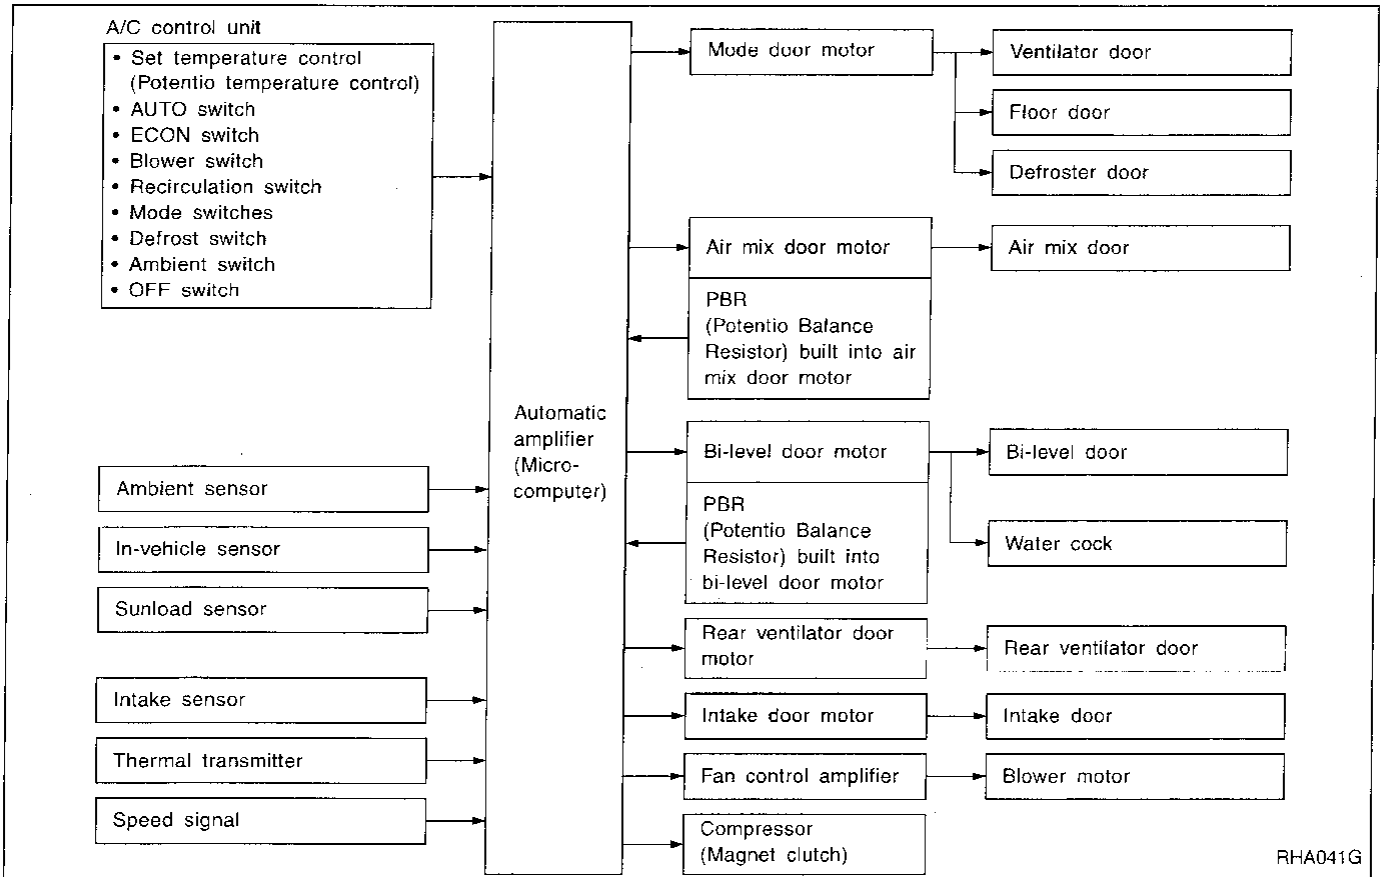 A/C control unit
• Set temperature control
(Potentio temperature control)
• AUTO switch
• ECON switch
• Blower switch
• Recirculation switch
• Mode switches
• Defrost switch
• Ambient switch
• OFF switch
Ambient sensor
In-vehicle sensor
Sunload sensor
Intake sensor
Thermal transmitter
Speed signal
Automatic
amplifier
(Micro-
computer)
Mode door motor
Ventilator door
Floor door
Defroster door
Air mix door motor
Air mix door
PBR
(Potentio Balance
Resistor) built into air
mix door motor
Bi-level door motor
Bi-level door
PBR
(Potentio Balance
Resistor) built into
bi-level door motor
Water cock
Rear ventilator door
motor
Rear ventilator door
Intake door motor
Intake door
Fan control amplifier
Blower motor
Compressor
(Magnet clutch)
RHA041G